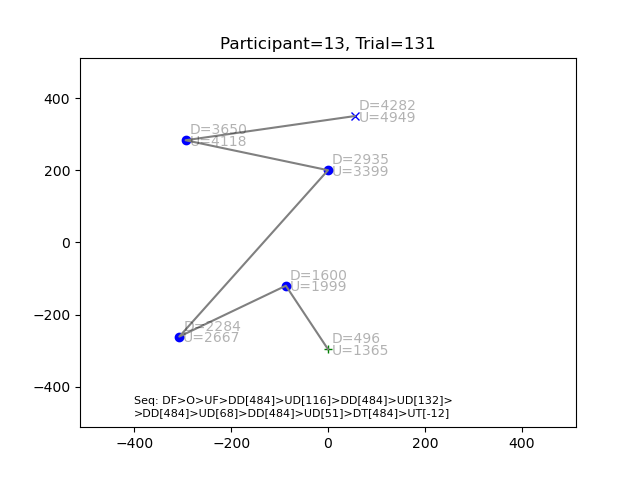 Participant=13, Trial=131
400
200
0
−200
−400
−400
−200
0
200
400
D=4282
U=4949
D=3650
U=4118
D=2935
U=3399
D=1600
U=1999
D=2284
U=2667
D=496
U=1365
Seq: DF>O>UF>DD[484]>UD[116]>DD[484]>UD[132]>
>DD[484]>UD[68]>DD[484]>UD[51]>DT[484]>UT[-12]